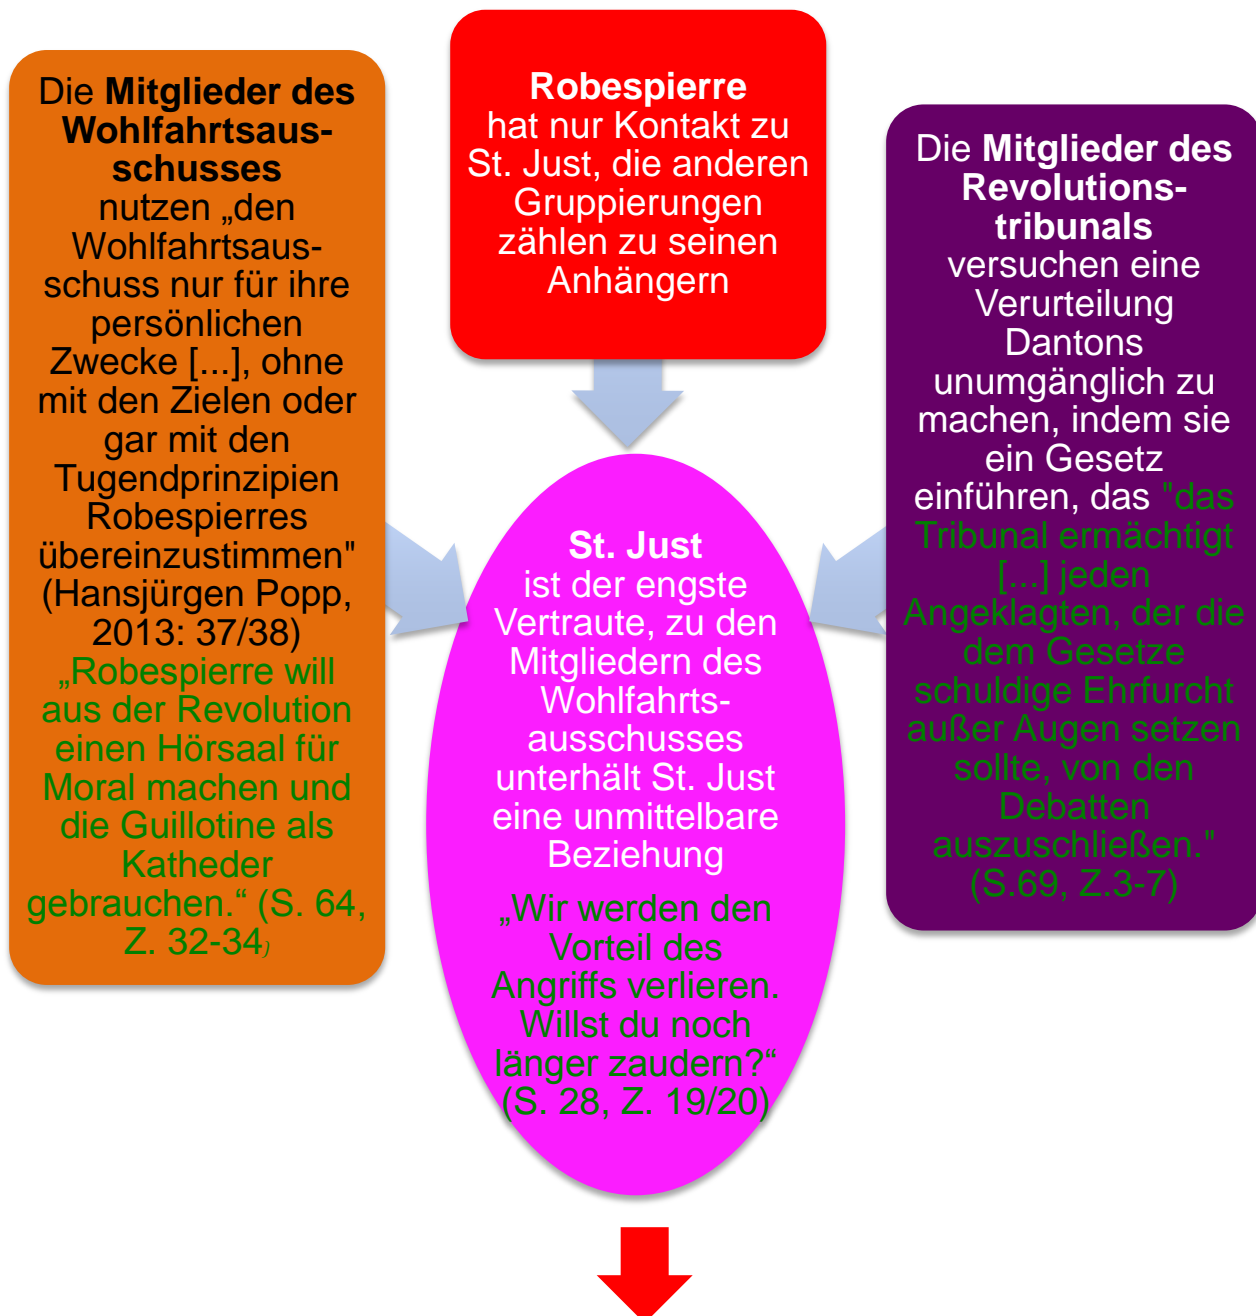 Die Mitglieder des
Wohlfahrtsaus-
schusses
nutzen „den
Wohlfahrtsaus-
schuss nur für ihre
persönlichen
Zwecke [...], ohne
mit den Zielen oder
gar mit den
Tugendprinzipien
Robespierres
übereinzustimmen"
(Hansjürgen Popp,
2013: 37/38)
„Robespierre will
aus der Revolution
einen Hörsaal für
Moral machen und
die Guillotine als
Katheder
gebrauchen.“ (S. 64,
Z. 32-34)
Robespierre
hat nur Kontakt zu
St. Just, die anderen
Gruppierungen
zählen zu seinen
Anhängern
St. Just
ist der engste
Vertraute, zu den
Mitgliedern des
Wohlfahrts-
ausschusses
unterhält St. Just
eine unmittelbare
Beziehung
„Wir werden den
Vorteil des
Angriffs verlieren.
Willst du noch
länger zaudern?“
(S. 28, Z. 19/20)
Die Mitglieder des
Revolutions-
tribunals
versuchen eine
Verurteilung
Dantons
unumgänglich zu
machen, indem sie
ein Gesetz
einführen, das "das
Tribunal ermächtigt
[...] jeden
Angeklagten, der die
dem Gesetze
schuldige Ehrfurcht
außer Augen setzen
sollte, von den
Debatten
auszuschließen."
(S.69, Z.3-7)